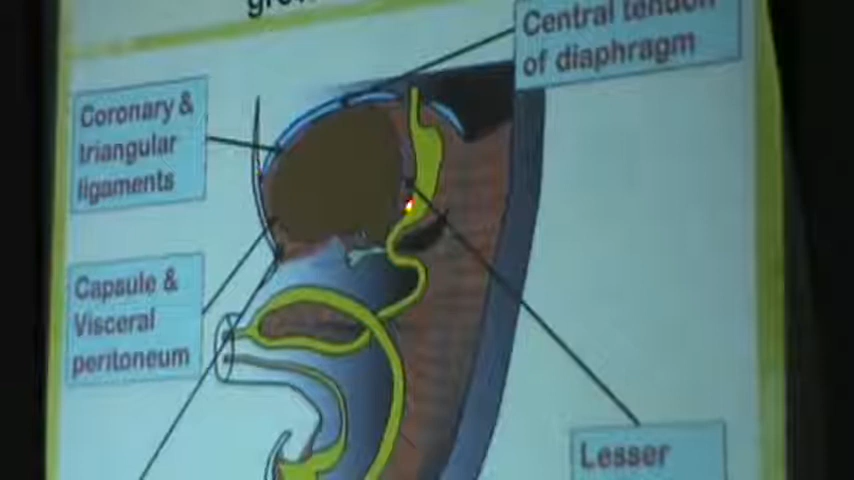 Central tendon
of diaphragm
Coronary &
triangular
ligaments
Capsule &
Visceral
peritoneum
Lesser